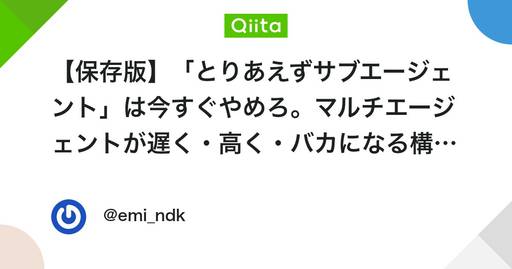 Qiita
【保存版】「とりあえずサブエージェ
ント」は今すぐやめろ。マルチエージ
ェントが遅く・高く・バカになる構…
@emi_ndk